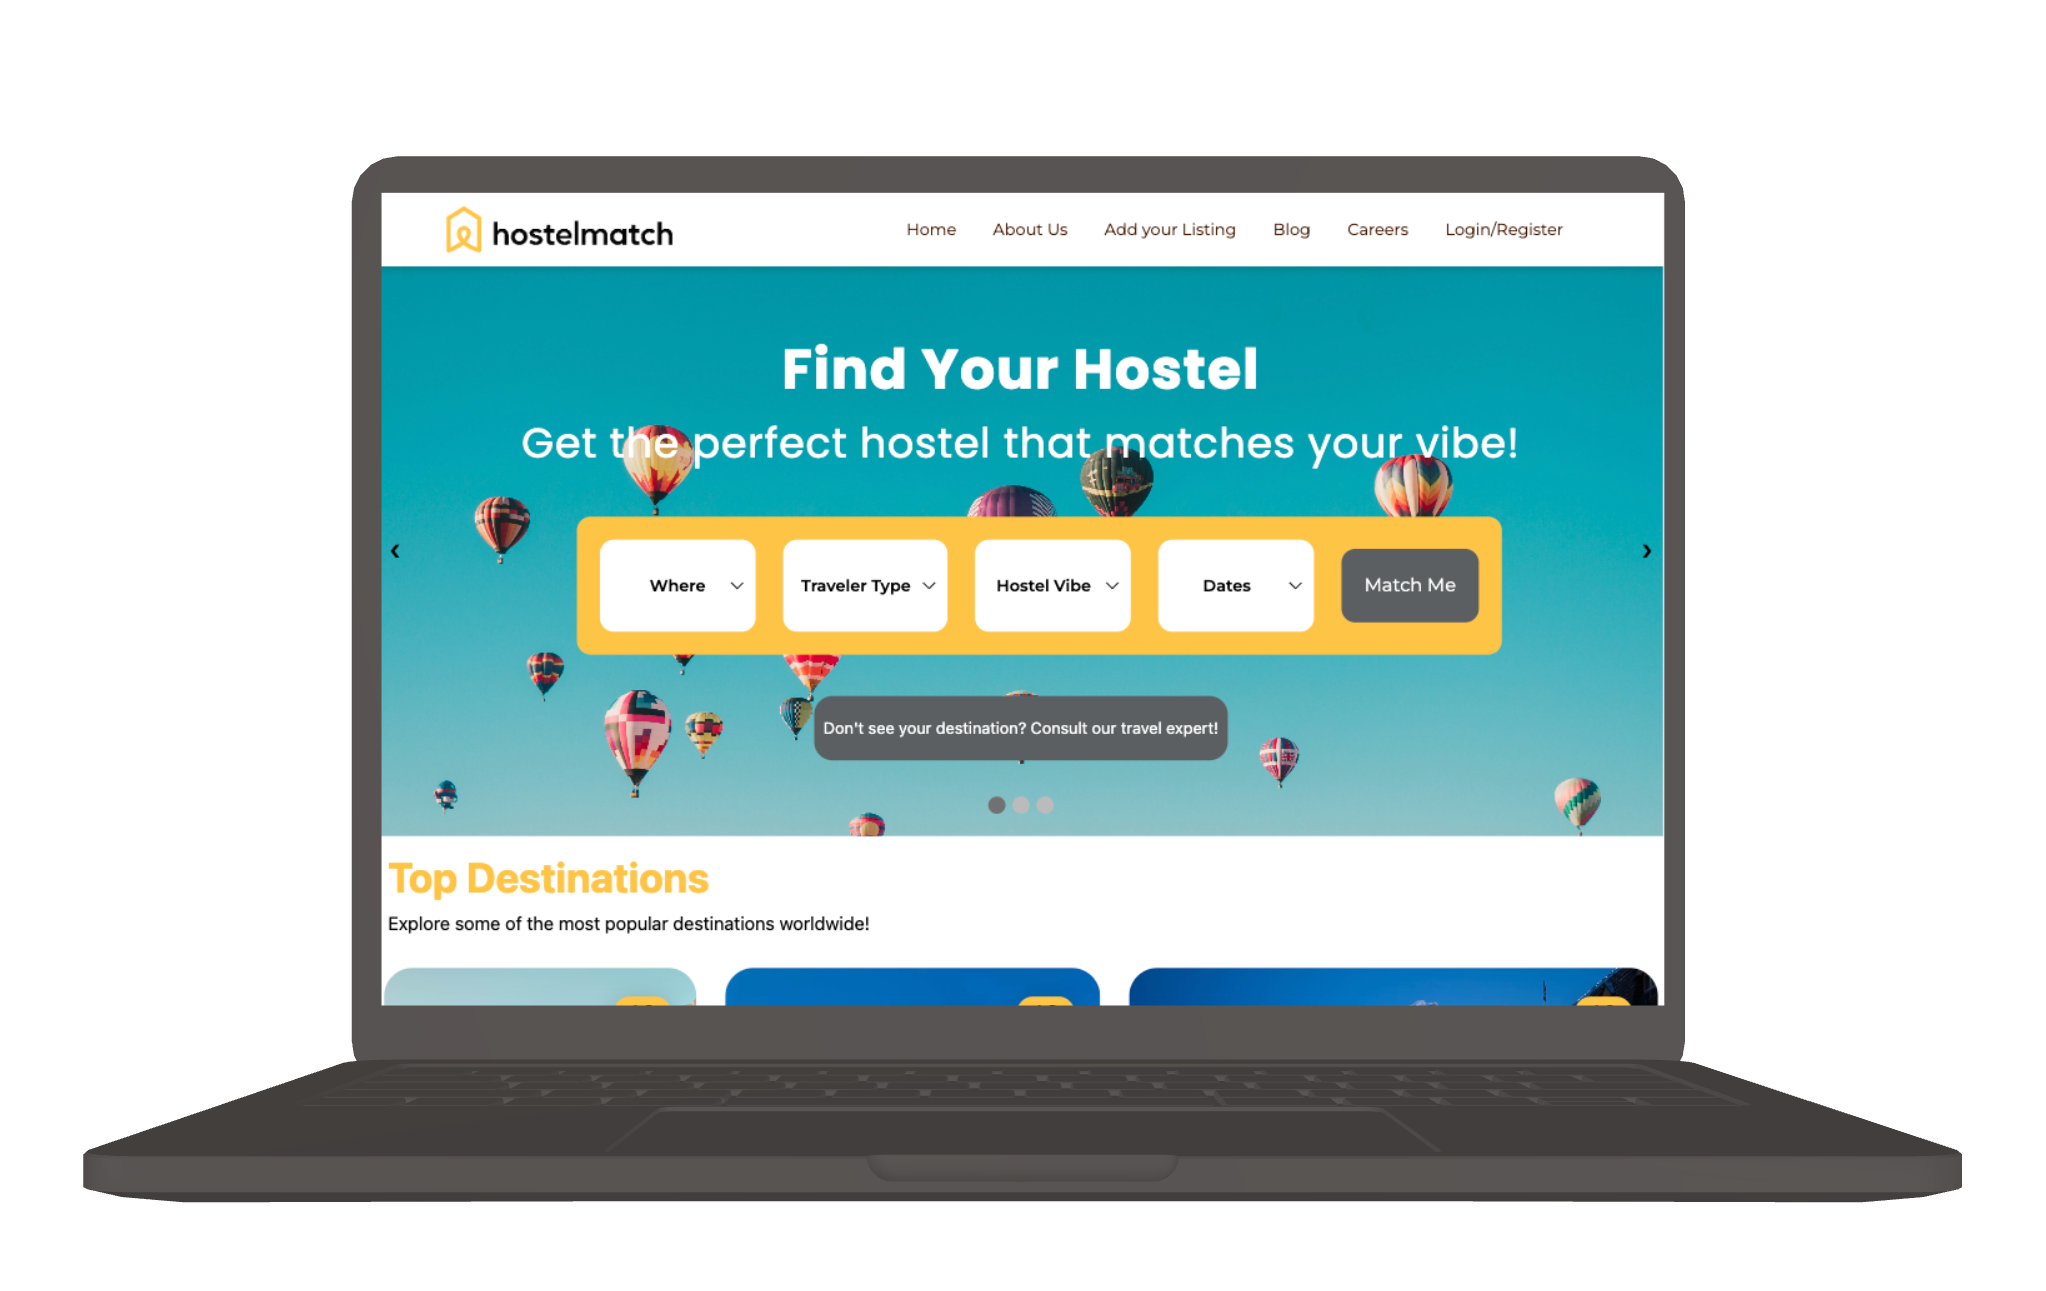 hostelmatch
Home About Us Add your Listing Blog Careers Login/Register
Find Your Hostel
Get the perfect hostel that matches your vibe!
Where Traveler Type Hostel Vibe Dates Match Me
Don't see your destination? Consult our travel expert!
Top Destinations
Explore some of the most popular destinations worldwide!